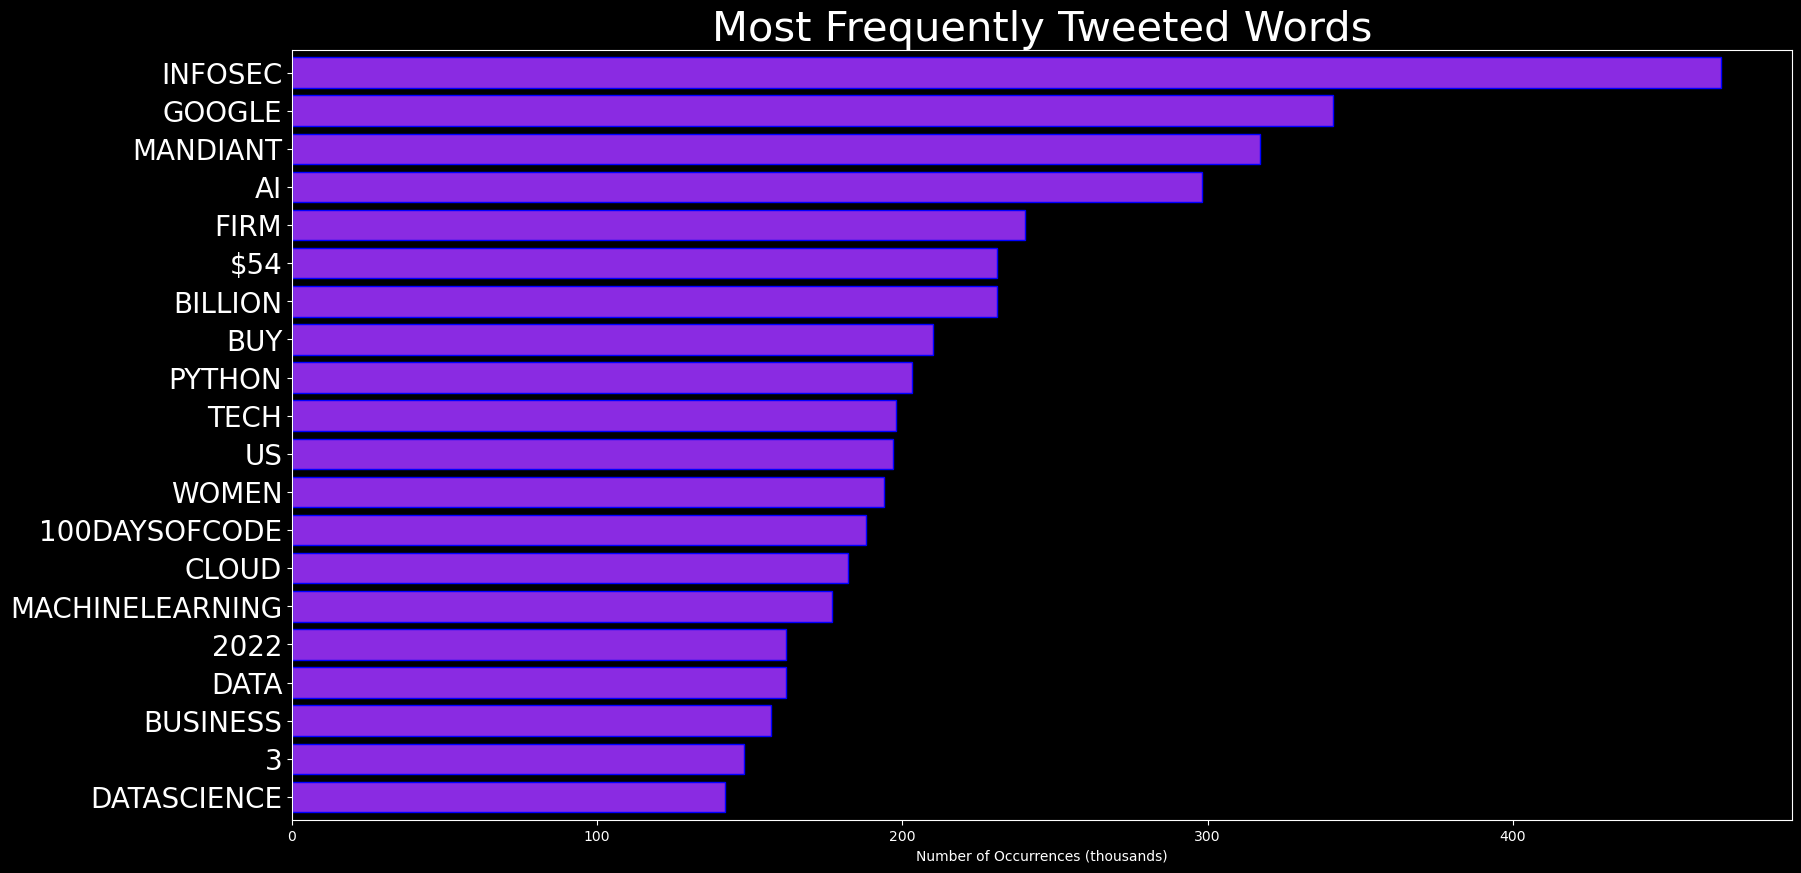 Most Frequently Tweeted Words
INFOSEC
GOOGLE
MANDIANT
AI
FIRM
$54
BILLION
BUY
PYTHON
TECH
US
WOMEN
100DAYSOFCODE
CLOUD
MACHINELEARNING
2022
DATA
BUSINESS
3
DATASCIENCE
0 100 200 300 400
Number of Occurrences (thousands)